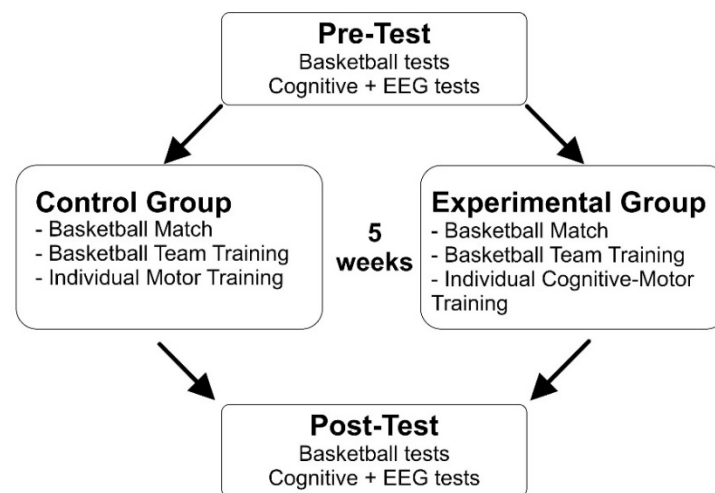 Pre-Test
Basketball tests
Cognitive + EEG tests
Control Group
- Basketball Match
- Basketball Team Training
- Individual Motor Training
5
weeks
Experimental Group
- Basketball Match
- Basketball Team Training
- Individual Cognitive-Motor
Training
Post-Test
Basketball tests
Cognitive + EEG tests